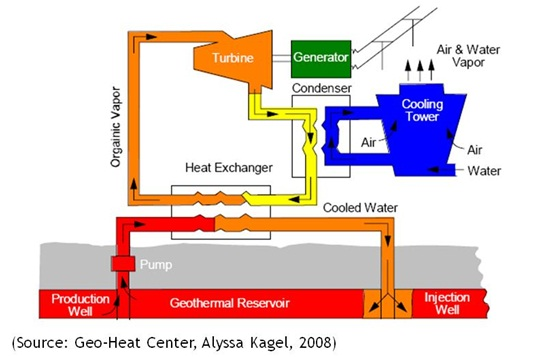 Turbine
Generator
Air & Water
Vapor
Condenser
Cooling
Tower
Air
Air
Water
Orgainic Vapor
Heat Exchanger
Cooled Water
Pump
Production
Well
Geothermal Reservoir
Injection
Well
(Source: Geo-Heat Center, Alyssa Kagel, 2008)